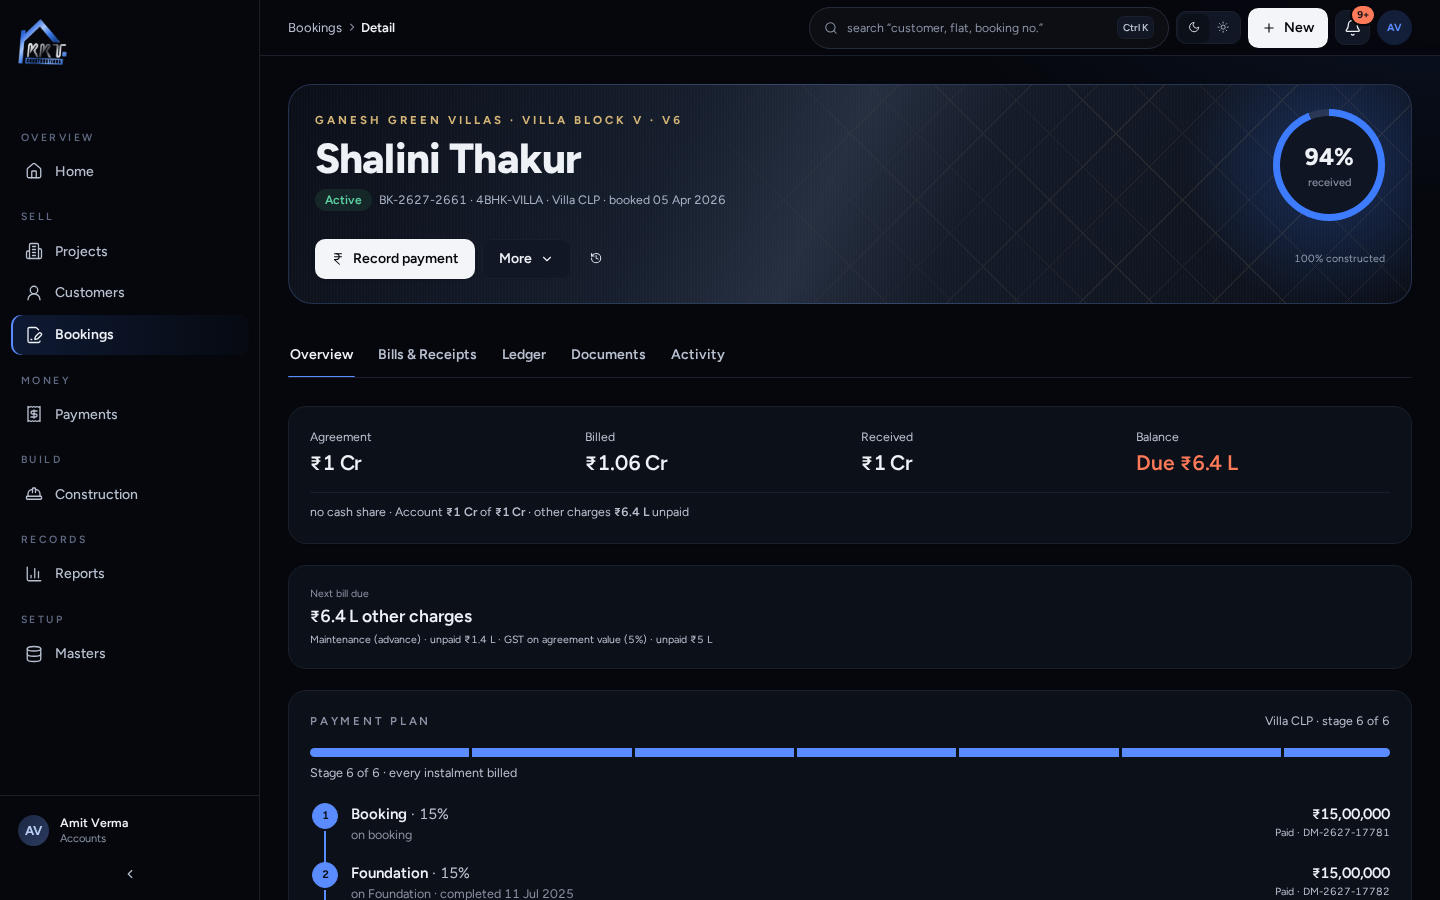 Bookings > Detail
search “customer, flat, booking no.”
Ctrl K
New
9+
AV
OVERVIEW
Home
SELL
Projects
Customers
Bookings
MONEY
Payments
BUILD
Construction
RECORDS
Reports
SETUP
Masters
AV
Amit Verma
Accounts
GANESH GREEN VILLAS · VILLA BLOCK V · V6
Shalini Thakur
Active BK-2627-2661 · 4BHK-VILLA · Villa CLP · booked 05 Apr 2026
₹ Record payment
More
94%
received
100% constructed
Overview Bills & Receipts Ledger Documents Activity
Agreement
₹1 Cr
Billed
₹1.06 Cr
Received
₹1 Cr
Balance
Due ₹6.4 L
no cash share · Account ₹1 Cr of ₹1 Cr · other charges ₹6.4 L unpaid
Next bill due
₹6.4 L other charges
Maintenance (advance) · unpaid ₹1.4 L · GST on agreement value (5%) · unpaid ₹5 L
PAYMENT PLAN
Villa CLP · stage 6 of 6
Stage 6 of 6 · every instalment billed
1 Booking · 15%
on booking
₹15,00,000
Paid · DM-2627-17781
2 Foundation · 15%
on Foundation · completed 11 Jul 2025
₹15,00,000
Paid · DM-2627-17782